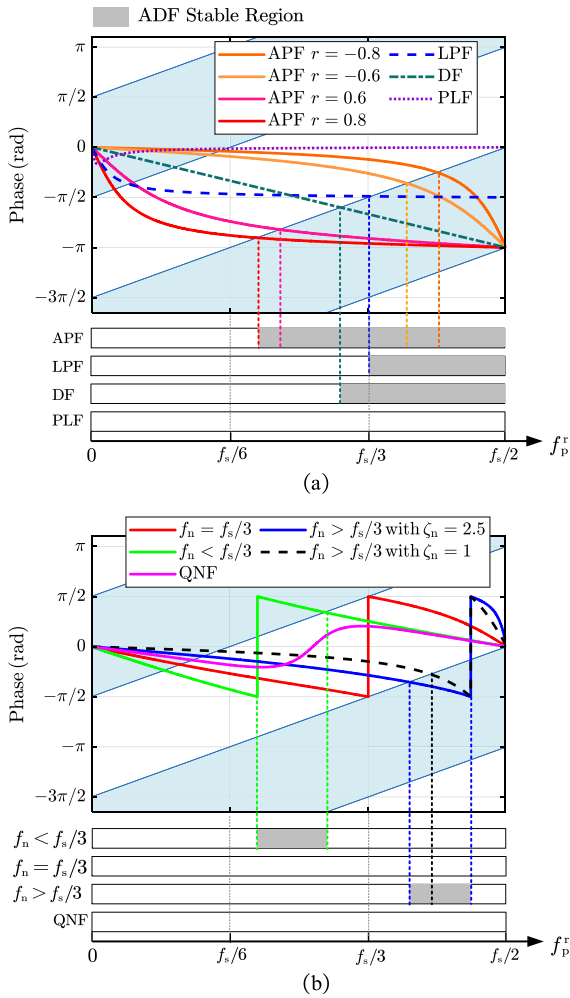 ADF Stable Region
APF r = −0.8
LPF
APF r = −0.6
DF
APF r = 0.6
PLF
APF r = 0.8
Phase (rad)
π
π/2
0
−π/2
−π
−3π/2
APF
LPF
DF
PLF
0
fs/6
fs/3
fs/2
f_p^r
(a)
fn = fs/3
fn > fs/3 with ζn = 2.5
fn < fs/3
fn > fs/3 with ζn = 1
QNF
Phase (rad)
π
π/2
0
−π/2
−π
−3π/2
fn < fs/3
fn = fs/3
fn > fs/3
QNF
0
fs/6
fs/3
fs/2
f_p^r
(b)